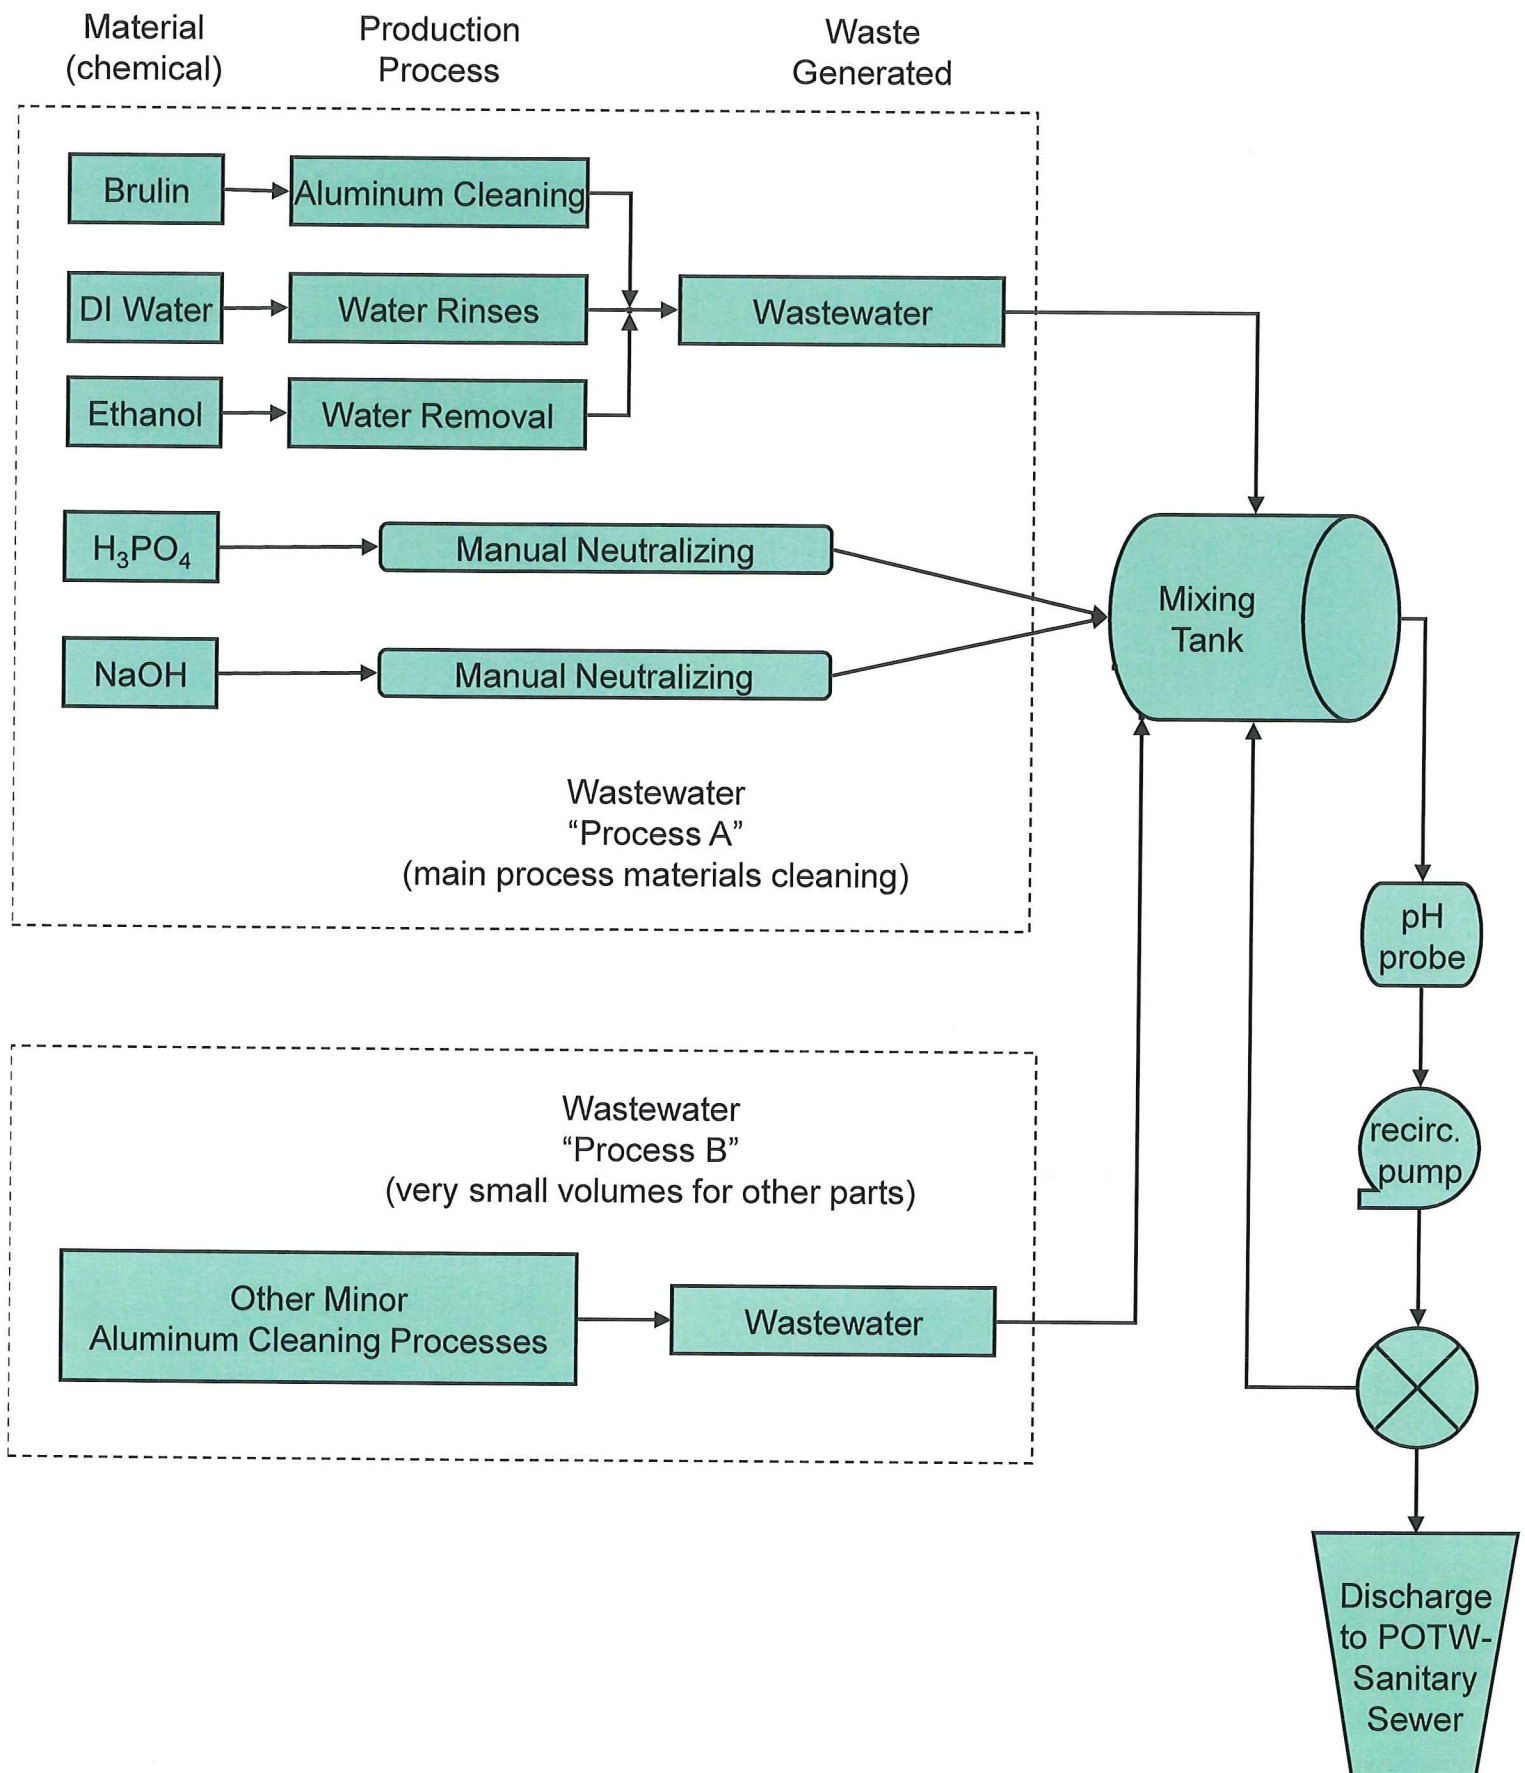 Material
(chemical)
Production
Process
Waste
Generated
Brulin
Aluminum Cleaning
DI Water
Water Rinses
Wastewater
Ethanol
Water Removal
H₃PO₄
Manual Neutralizing
NaOH
Manual Neutralizing
Mixing
Tank
Wastewater
“Process A”
(main process materials cleaning)
pH
probe
Wastewater
“Process B”
(very small volumes for other parts)
recirc.
pump
Other Minor
Aluminum Cleaning Processes
Wastewater
Discharge
to POTW-
Sanitary
Sewer